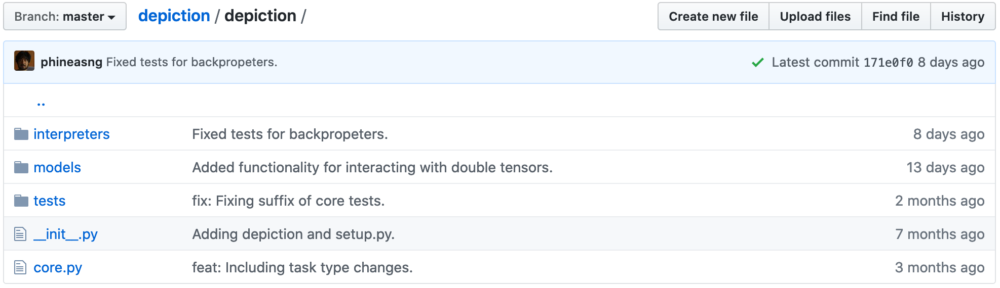 Branch: master depiction / depiction / Create new file Upload files Find file History
phineasng Fixed tests for backpropeters. Latest commit 171e0f0 8 days ago
..
interpreters Fixed tests for backpropeters. 8 days ago
models Added functionality for interacting with double tensors. 13 days ago
tests fix: Fixing suffix of core tests. 2 months ago
__init__.py Adding depiction and setup.py. 7 months ago
core.py feat: Including task type changes. 3 months ago